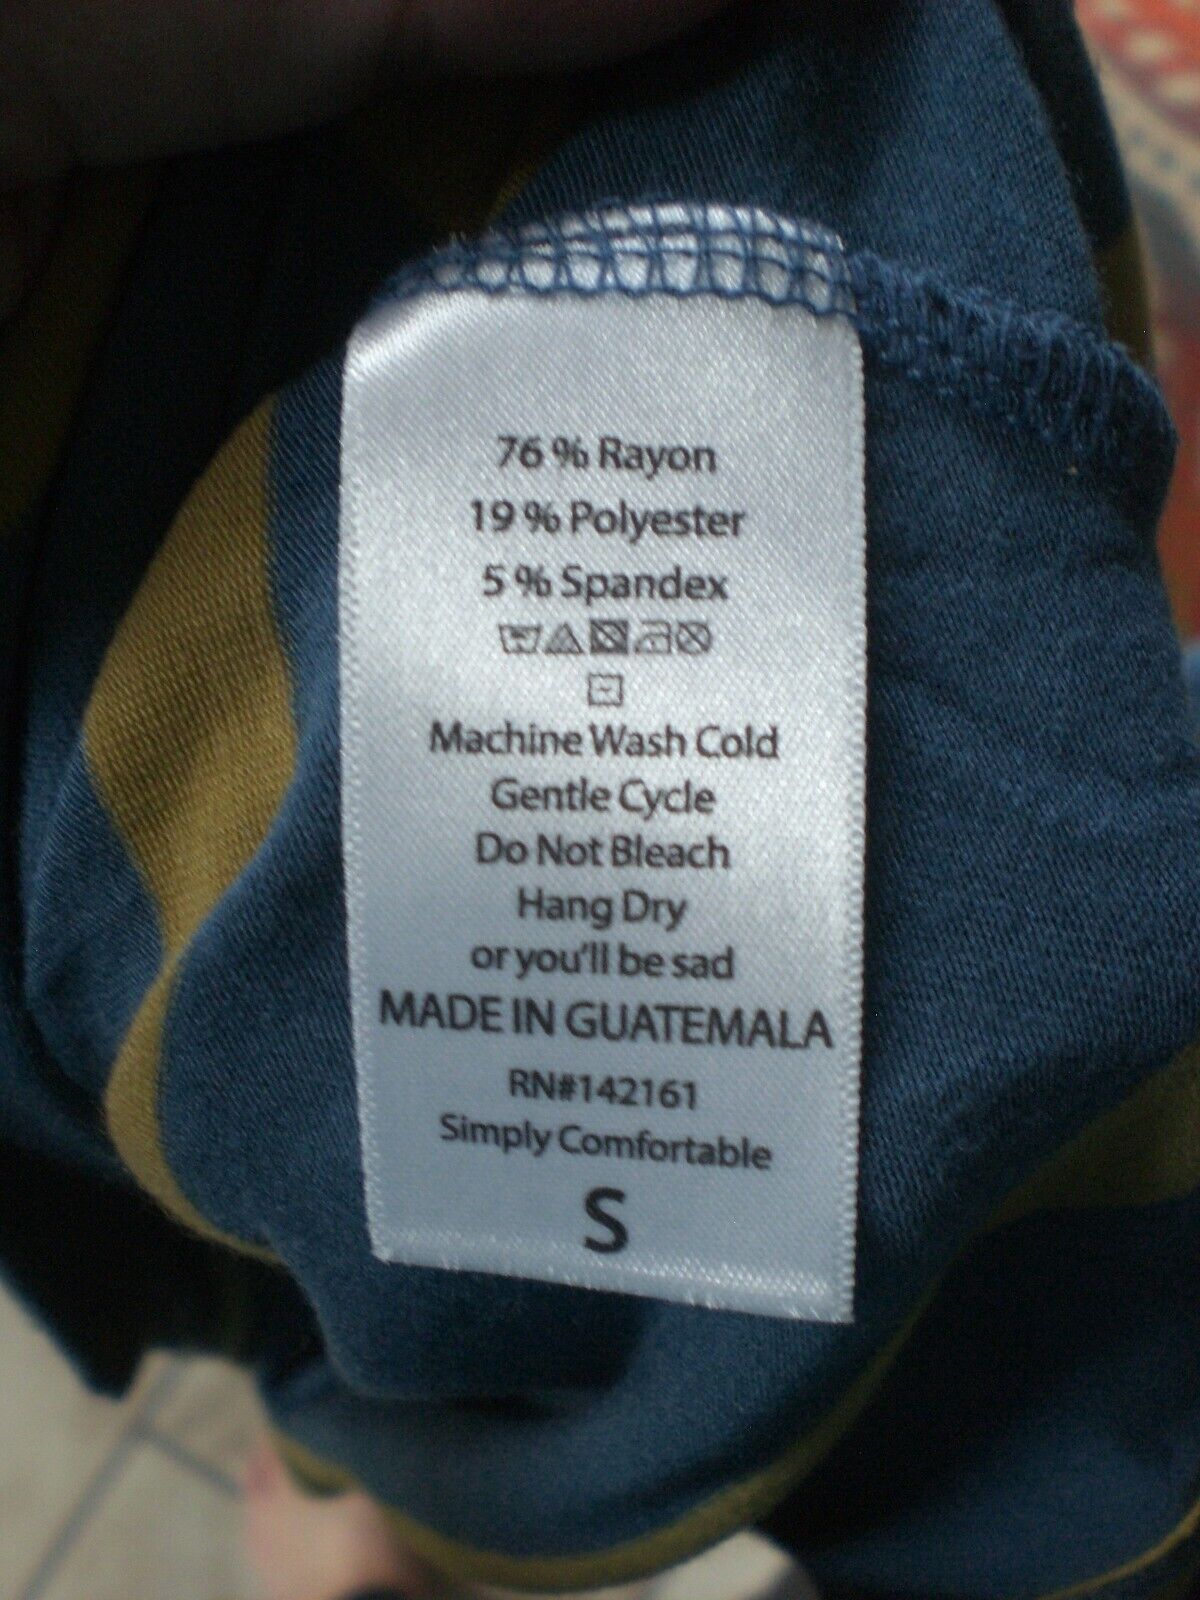 76 % Rayon
19 % Polyester
5 % Spandex
Machine Wash Cold
Gentle Cycle
Do Not Bleach
Hang Dry
or you'll be sad
MADE IN GUATEMALA
RN#142161
Simply Comfortable
S